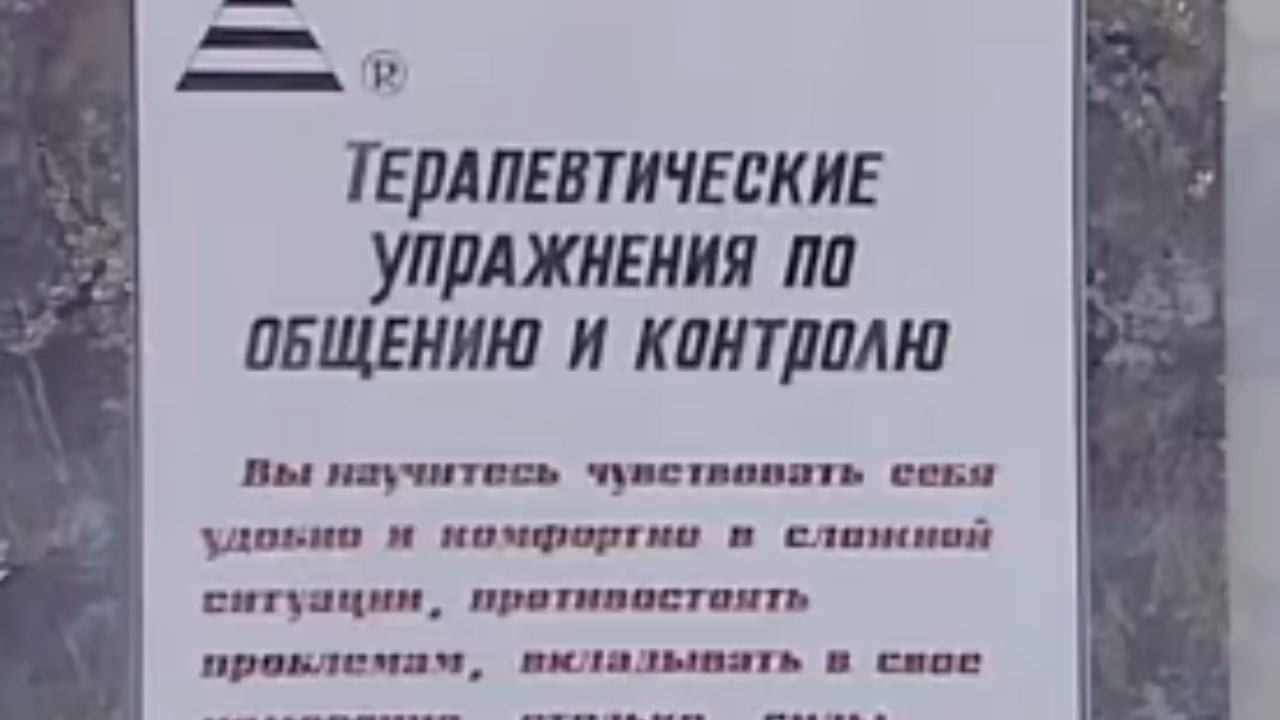 ®
Терапевтические
упражнения по
общению и контролю
Вы научитесь чувствовать себя
удобно и комфортно в сложной
ситуации, противостоять
проблемам, вкладывать в свое